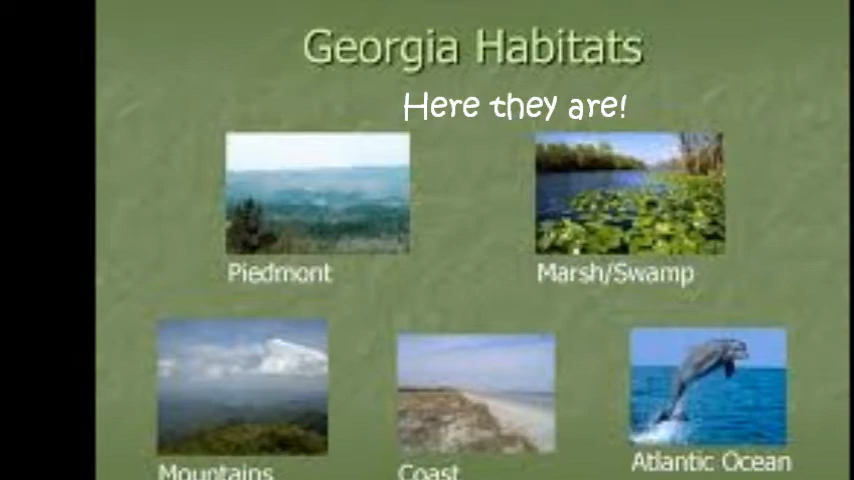 Georgia Habitats
Here they are!
Piedmont
Marsh/Swamp
Mountains
Coast
Atlantic Ocean